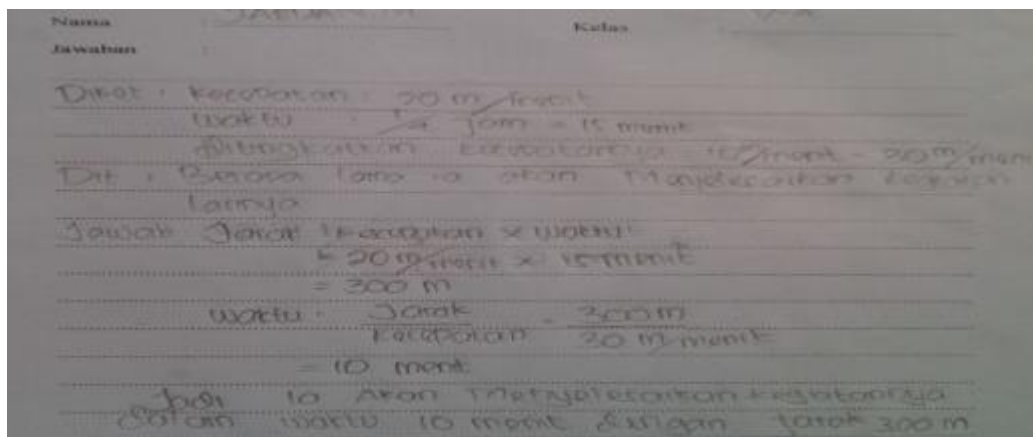 Nama : Kelas
Jawaban :
Diket : Kecepatan : 20 m/menit
waktu : 1/4 jam = 15 menit
Ditingkatkan kecepatannya = 10 m/menit - 30 m/menit
Dit : Berapa lama ia akan Menyelesaikan kegiatan
larinya
Jawab Jarak = Kecepatan x waktu
= 20 m/menit x 15 menit
= 300 m
waktu = Jarak / Kecepatan = 300 m / 30 m/menit
= 10 menit
Jadi ia Akan Menyelesaikan kegiatannya
dalam waktu 10 menit dengan jarak 300 m